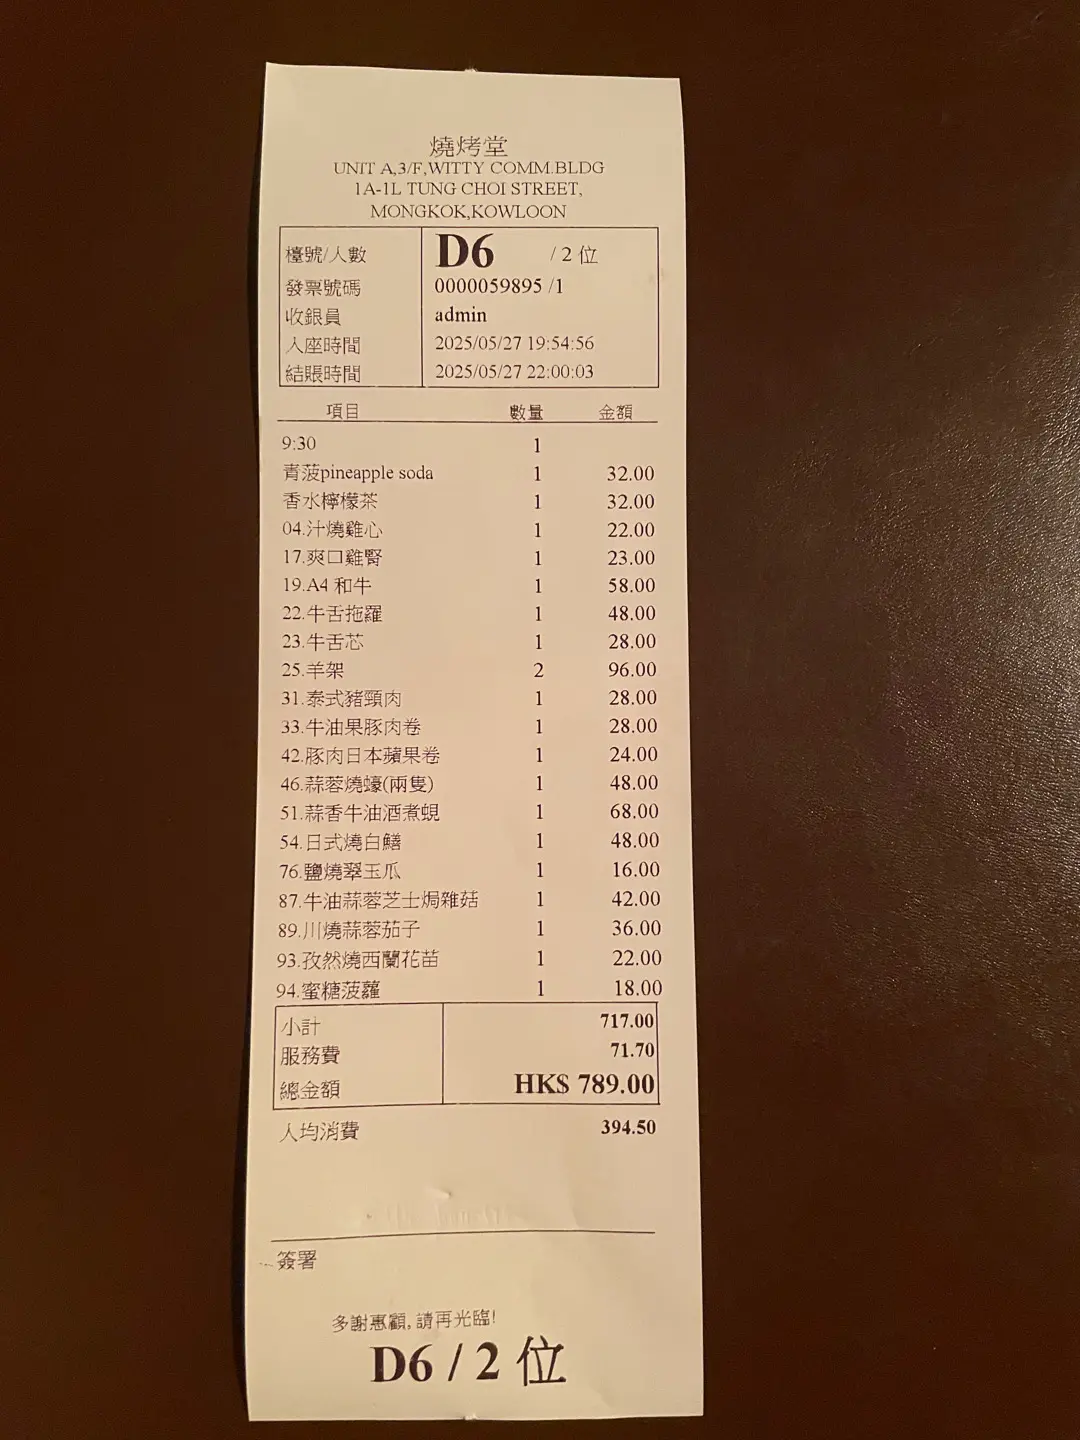 燒烤堂
UNIT A,3/F,WITTY COMM.BLDG
1A-1L TUNG CHOI STREET,
MONGKOK,KOWLOON
檯號/人數 D6 / 2 位
發票號碼 0000059895 /1
收銀員 admin
入座時間 2025/05/27 19:54:56
結賬時間 2025/05/27 22:00:03
項目 數量 金額
9:30 1
青菠pineapple soda 1 32.00
香水檸檬茶 1 32.00
04.汁燒雞心 1 22.00
17.爽口雞腎 1 23.00
19.A4 和牛 1 58.00
22.牛舌拖羅 1 48.00
23.牛舌芯 1 28.00
25.羊架 2 96.00
31.泰式豬頸肉 1 28.00
33.牛油果豚肉卷 1 28.00
42.豚肉日本蘋果卷 1 24.00
46.蒜蓉燒蠔(兩隻) 1 48.00
51.蒜香牛油酒煮蜆 1 68.00
54.日式燒白鱔 1 48.00
76.鹽燒翠玉瓜 1 16.00
87.牛油蒜蓉芝士焗雜菇 1 42.00
89.川燒蒜蓉茄子 1 36.00
93.孜然燒西蘭花苗 1 22.00
94.蜜糖菠蘿 1 18.00
小計 717.00
服務費 71.70
總金額 HK$ 789.00
人均消費 394.50
簽署
多謝惠顧, 請再光臨!
D6 / 2 位